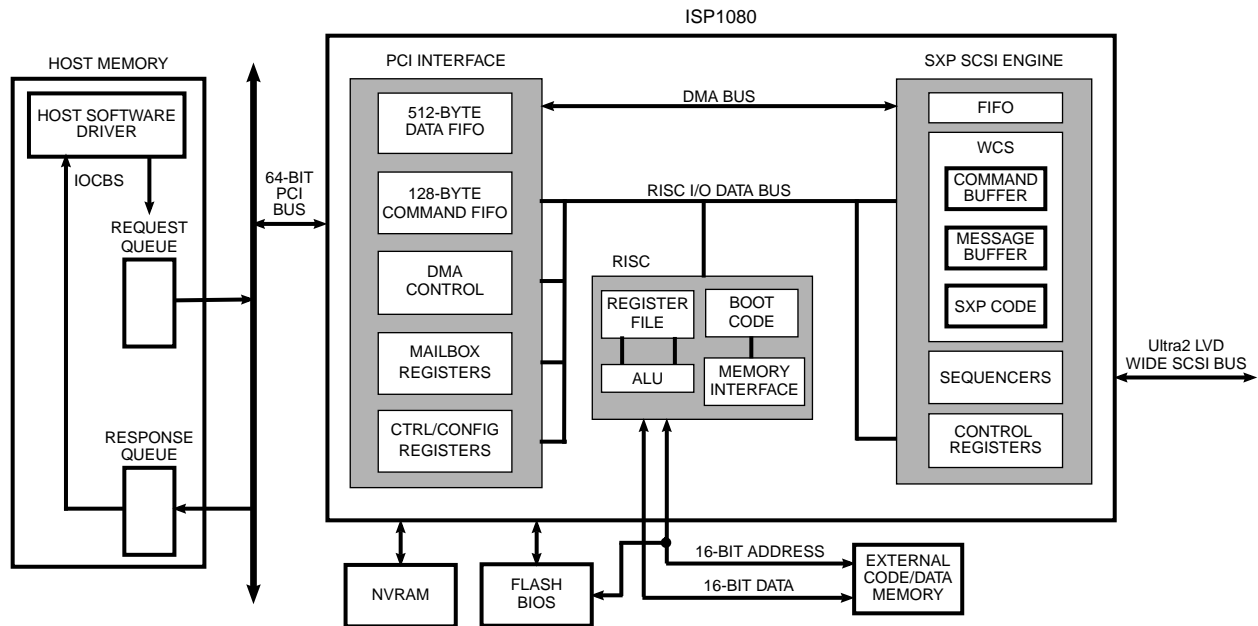 ISP1080
HOST MEMORY
HOST SOFTWARE
DRIVER
IOCBS
REQUEST
QUEUE
RESPONSE
QUEUE
64-BIT
PCI
BUS
PCI INTERFACE
512-BYTE
DATA FIFO
128-BYTE
COMMAND FIFO
DMA
CONTROL
MAILBOX
REGISTERS
CTRL/CONFIG
REGISTERS
DMA BUS
RISC I/O DATA BUS
RISC
REGISTER
FILE
BOOT
CODE
ALU
MEMORY
INTERFACE
SXP SCSI ENGINE
FIFO
WCS
COMMAND
BUFFER
MESSAGE
BUFFER
SXP CODE
SEQUENCERS
CONTROL
REGISTERS
Ultra2 LVD
WIDE SCSI BUS
NVRAM
FLASH
BIOS
16-BIT ADDRESS
16-BIT DATA
EXTERNAL
CODE/DATA
MEMORY